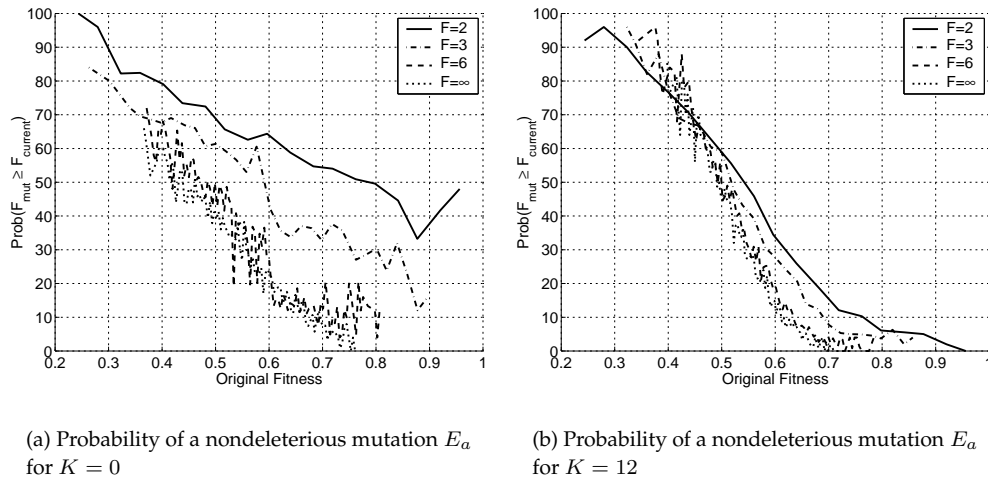 100
90
80
70
60
50
40
30
20
10
0
Prob(F_mut ≥ F_current)
0.2 0.3 0.4 0.5 0.6 0.7 0.8 0.9 1
Original Fitness
F=2
F=3
F=6
F=∞
(a) Probability of a nondeleterious mutation E_a
for K = 0
100
90
80
70
60
50
40
30
20
10
0
Prob(F_mut ≥ F_current)
0.2 0.3 0.4 0.5 0.6 0.7 0.8 0.9 1
Original Fitness
F=2
F=3
F=6
F=∞
(b) Probability of a nondeleterious mutation E_a
for K = 12